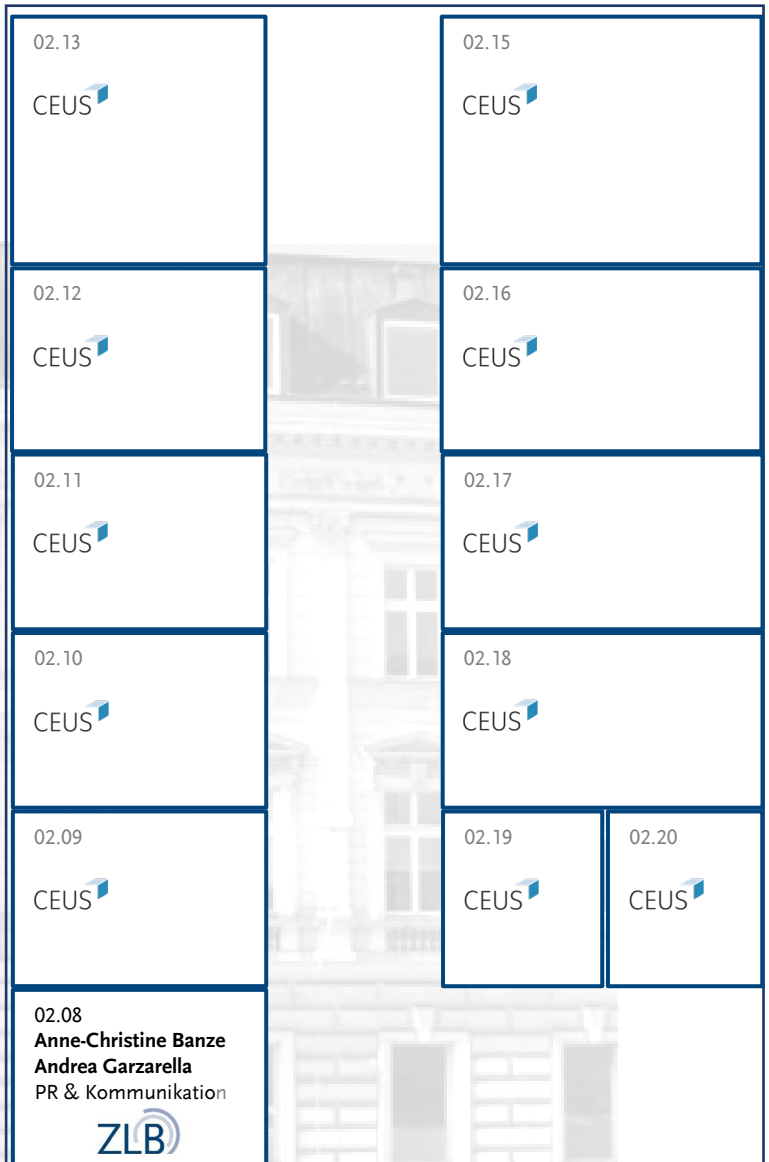 02.13
CEUS
02.15
CEUS
02.12
CEUS
02.16
CEUS
02.11
CEUS
02.17
CEUS
02.10
CEUS
02.18
CEUS
02.09
CEUS
02.19
CEUS
02.20
CEUS
02.08
Anne-Christine Banze
Andrea Garzarella
PR & Kommunikation
ZLB